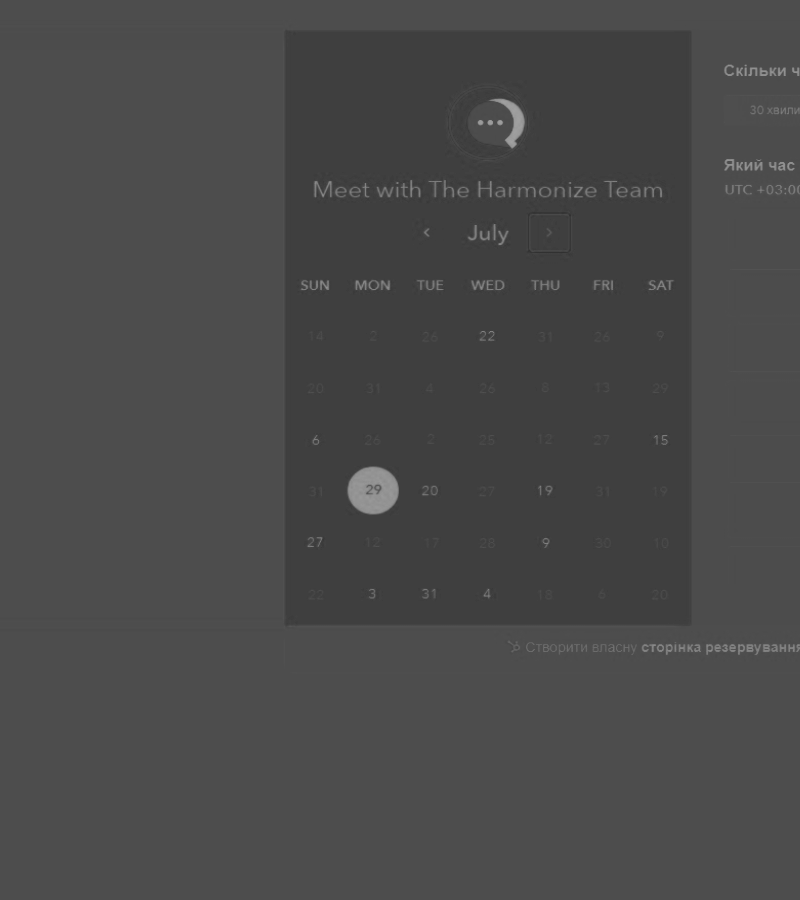 Meet with The Harmonize Team
July
SUN MON TUE WED THU FRI SAT
14 2 26 22 31 26 9
20 31 4 26 8 13 29
6 26 2 25 12 27 15
31 29 20 27 19 31 19
27 12 17 28 9 30 10
22 3 31 4 18 6 20
Скільки
30
Який час
UTC +03:00
Створити власну сторінка резервування